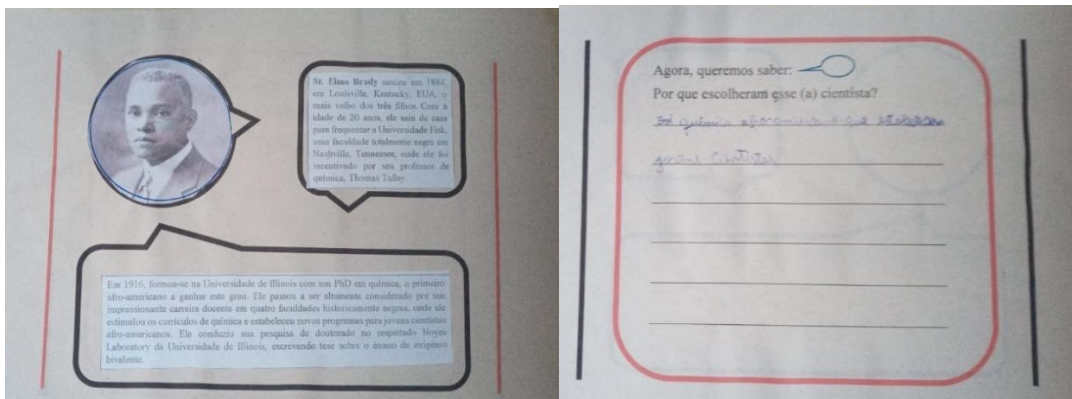 St. Elmo Brady nasceu em 1884,
em Louisville, Kentucky, EUA, o
mais velho dos três filhos. Com a
idade de 20 anos, ele saiu de casa
para frequentar a Universidade Fisk,
uma faculdade totalmente negra em
Nashville, Tennessee, onde ele foi
incentivado por seu professor de
química, Thomas Talley.
Em 1916, formou-se na Universidade de Illinois com um PhD em química, o primeiro
afro-americano a ganhar este grau. Ele passou a ser altamente considerado por sua
impressionante carreira docente em quatro faculdades historicamente negras, onde ele
estimulou os currículos de química e estabeleceu novos programas para jovens cientistas
afro-americanos. Ele conduziu sua pesquisa de doutorado no respeitado Noyes
Laboratory da Universidade de Illinois, escrevendo tese sobre o átomo de oxigênio
bivalente.
Agora, queremos saber:
Por que escolheram esse (a) cientista?
química que
cientistas